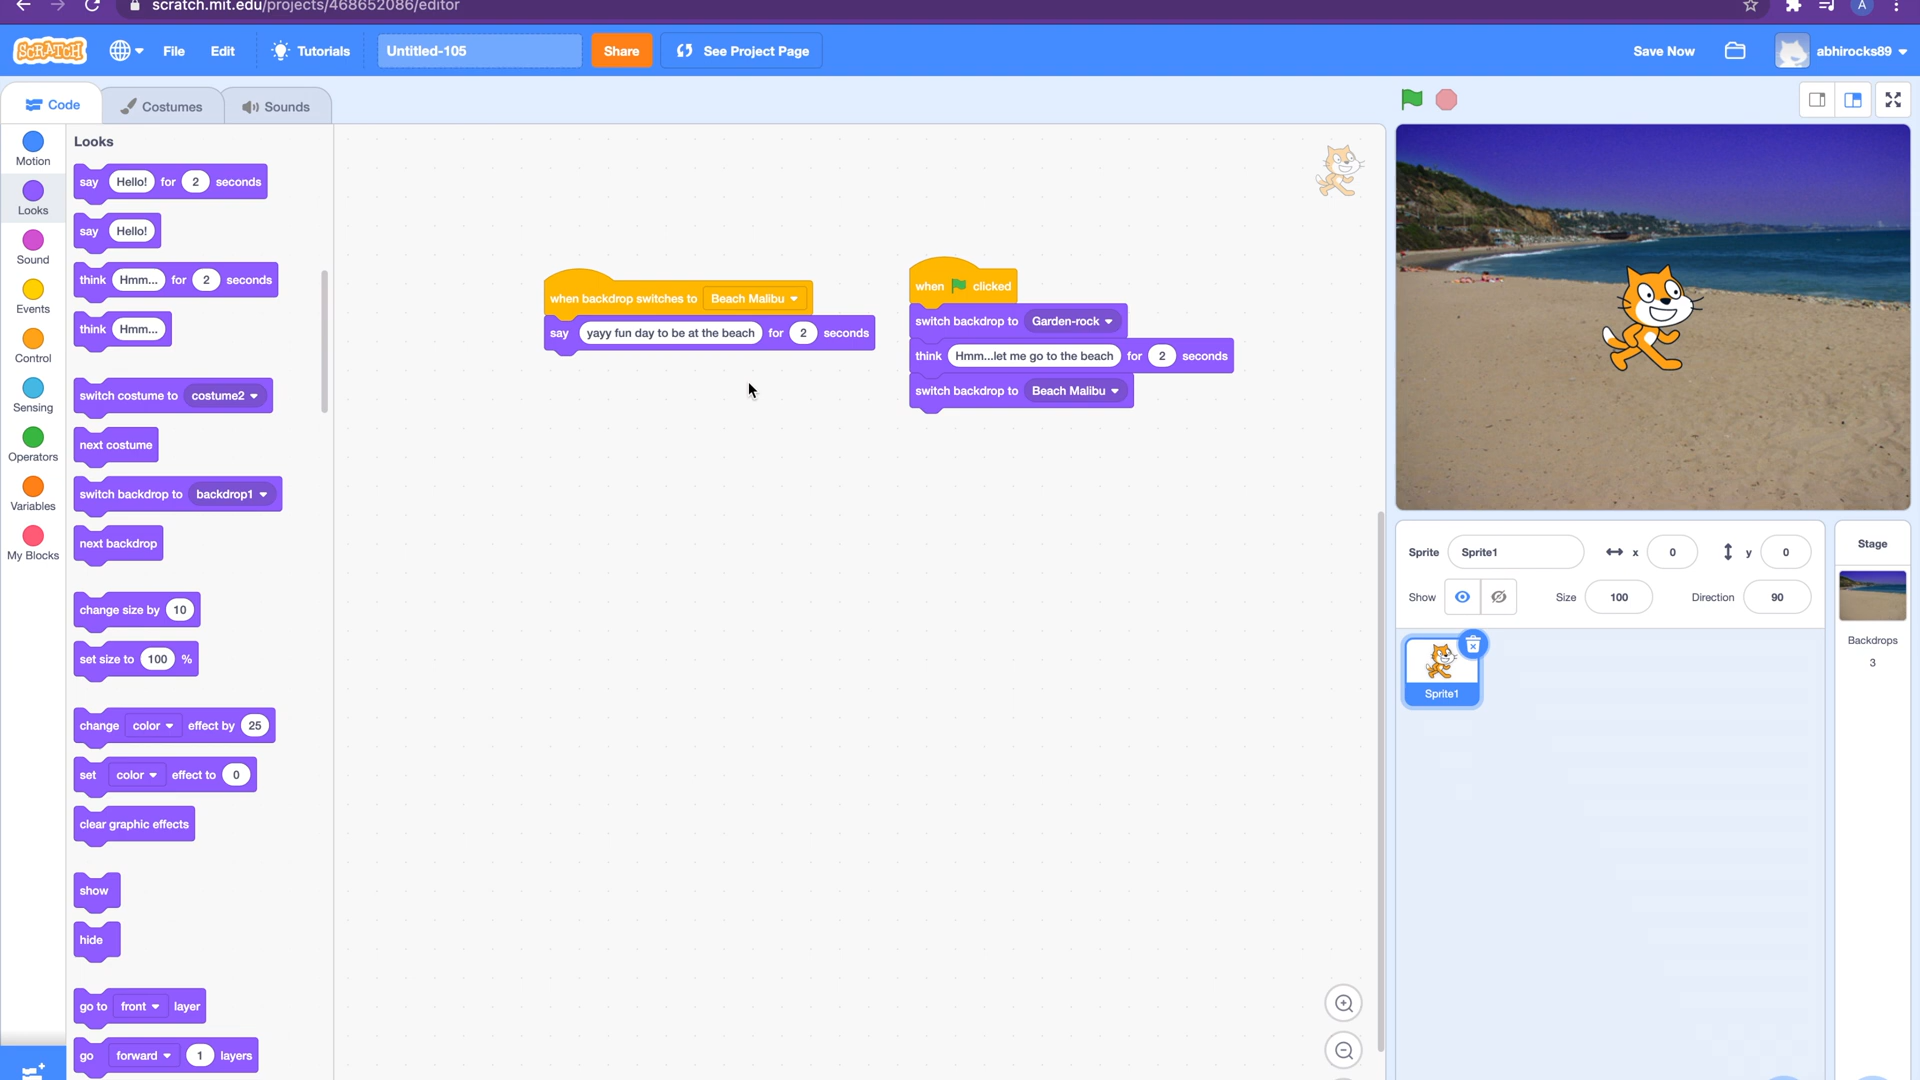 scratch.mit.edu/projects/468652086/editor
SCRATCH File Edit Tutorials Untitled-105 Share See Project Page Save Now abhirocks89
Code Costumes Sounds
Motion
Looks
Sound
Events
Control
Sensing
Operators
Variables
My Blocks
Looks
say Hello! for 2 seconds
say Hello!
think Hmm... for 2 seconds
think Hmm...
switch costume to costume2
next costume
switch backdrop to backdrop1
next backdrop
change size by 10
set size to 100 %
change color effect by 25
set color effect to 0
clear graphic effects
show
hide
go to front layer
go forward 1 layers
when backdrop switches to Beach Malibu
say yayy fun day to be at the beach for 2 seconds
when clicked
switch backdrop to Garden-rock
think Hmm...let me go to the beach for 2 seconds
switch backdrop to Beach Malibu
Sprite Sprite1 x 0 y 0
Show Size 100 Direction 90
Sprite1
Stage
Backdrops
3
A